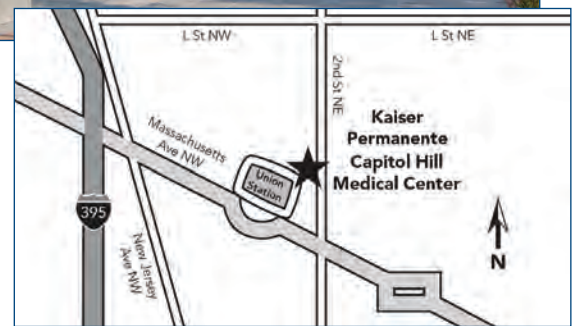 L St NW
L St NE
2nd St NE
Kaiser
Permanente
Capitol Hill
Medical Center
Massachusetts
Ave NW
Union
Station
395
New Jersey
Ave NW
N